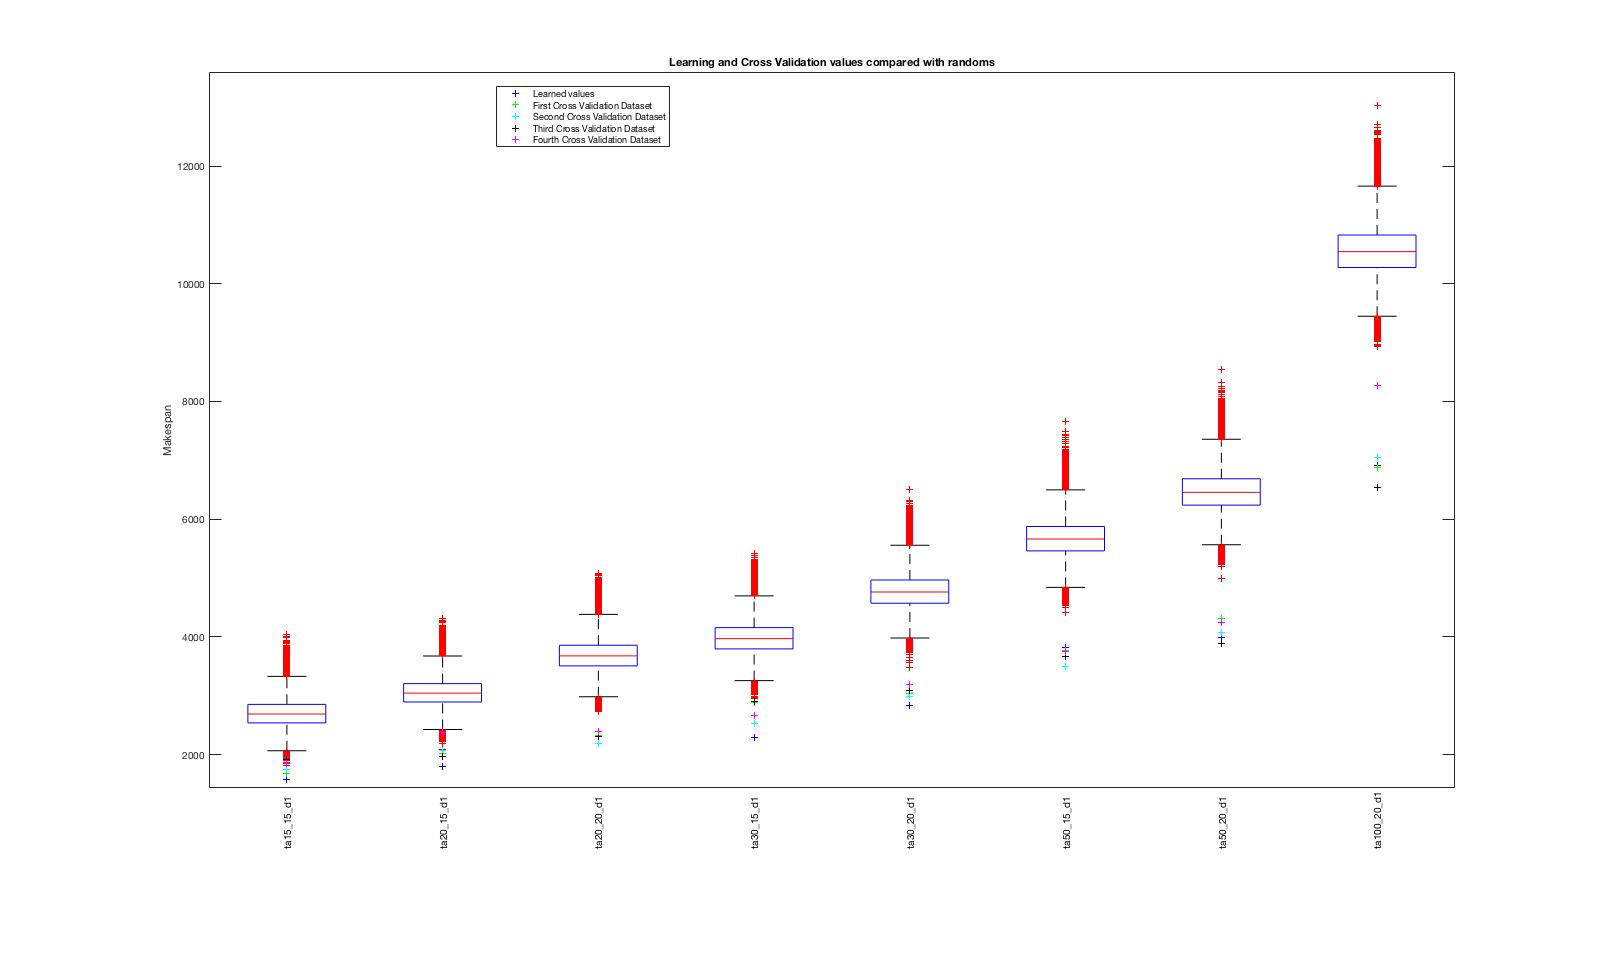 Learning and Cross Validation values compared with randoms
Learned values
First Cross Validation Dataset
Second Cross Validation Dataset
Third Cross Validation Dataset
Fourth Cross Validation Dataset
12000
10000
8000
6000
4000
2000
Makespan
ta15_15_d1
ta20_15_d1
ta20_20_d1
ta30_15_d1
ta30_20_d1
ta50_15_d1
ta50_20_d1
ta100_20_d1